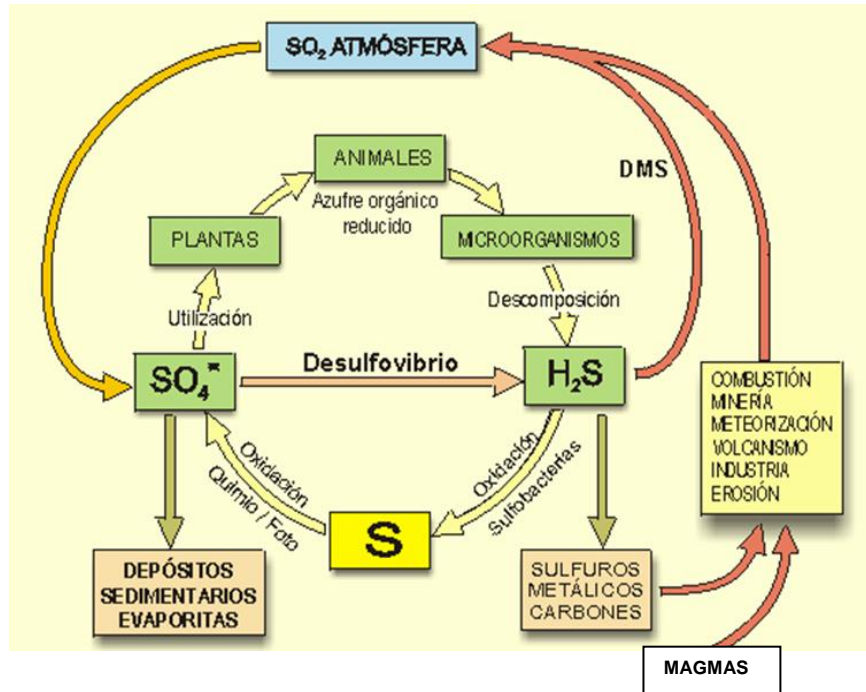 SO₂ ATMÓSFERA
ANIMALES
DMS
Azufre orgánico
reducido
PLANTAS
MICROORGANISMOS
Utilización
Descomposición
SO₄⁼
Desulfovibrio
H₂S
COMBUSTIÓN
MINERÍA
METEORIZACIÓN
VOLCANISMO
INDUSTRIA
EROSIÓN
Oxidación
Quimio / Foto
Oxidación
Sulfobacterias
S
DEPÓSITOS
SEDIMENTARIOS
EVAPORITAS
SULFUROS
METÁLICOS
CARBONES
MAGMAS